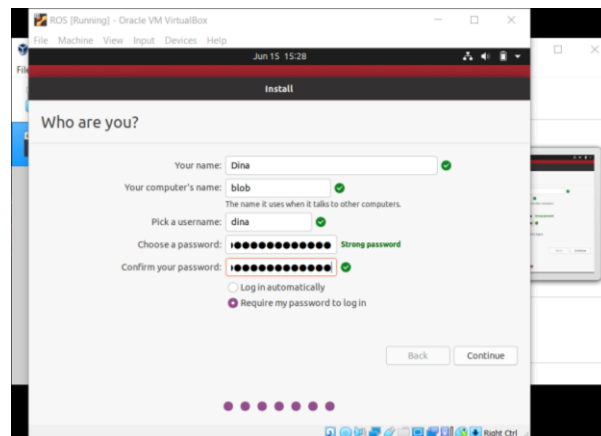 ROS [Running] - Oracle VM VirtualBox
File Machine View Input Devices Help
Jun 15 15:28
Install
Who are you?
Your name: Dina
Your computer's name: blob
The name it uses when it talks to other computers.
Pick a username: dina
Choose a password: Strong password
Confirm your password:
Log in automatically
Require my password to log in
Back Continue
Right Ctrl